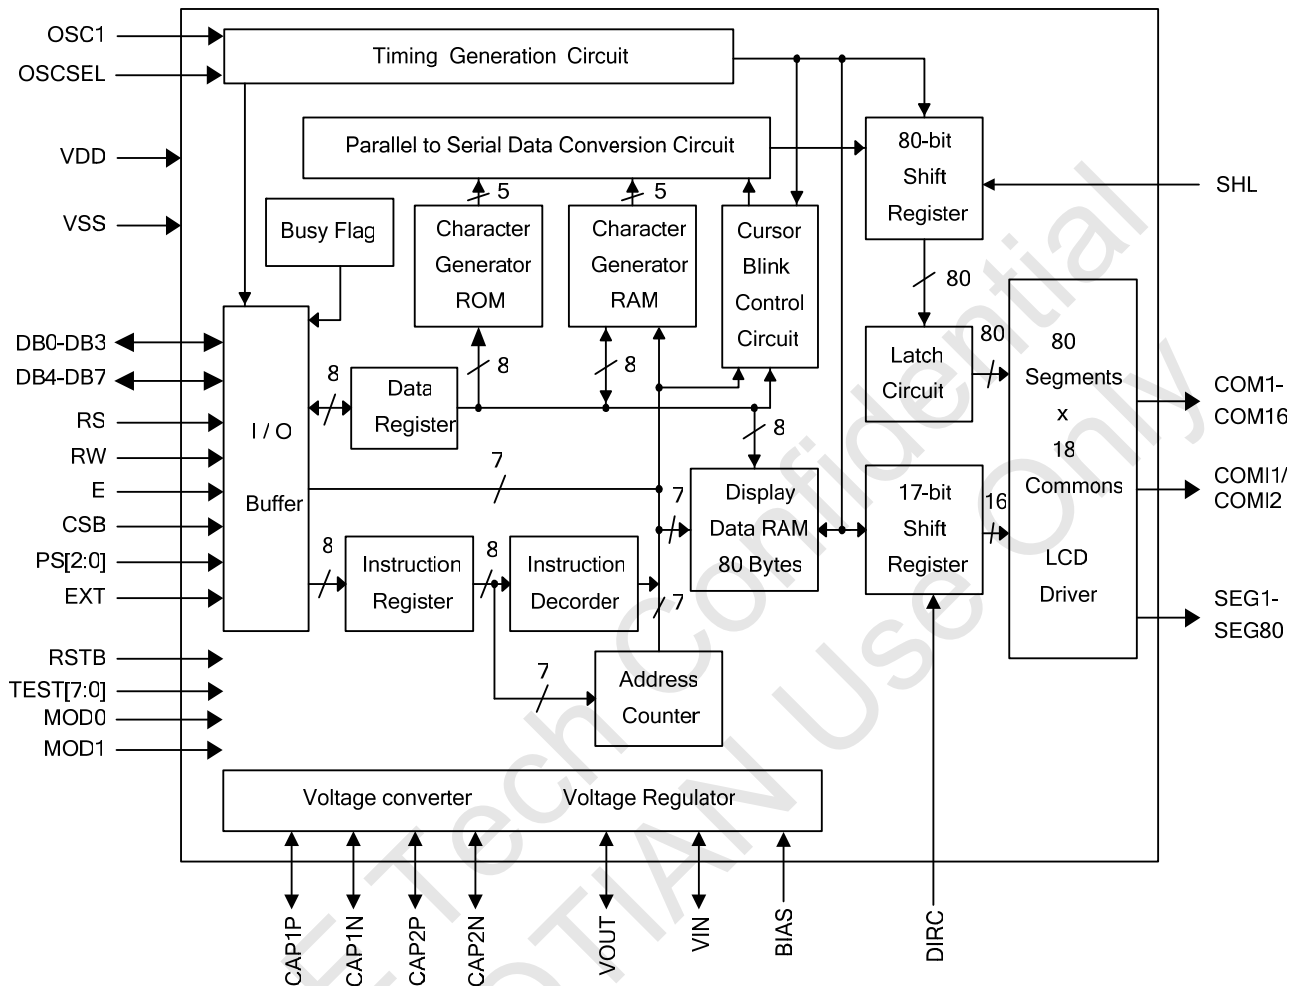 OSC1
OSCSEL
VDD
VSS
DB0-DB3
DB4-DB7
RS
RW
E
CSB
PS[2:0]
EXT
RSTB
TEST[7:0]
MOD0
MOD1
Timing Generation Circuit
Parallel to Serial Data Conversion Circuit
5
5
Busy Flag
Character
Generator
ROM
Character
Generator
RAM
Cursor
Blink
Control
Circuit
80-bit
Shift
Register
SHL
80
80
Latch
Circuit
80
Segments
x
18
Commons
LCD
Driver
COM1-
COM16
COMI1/
COMI2
SEG1-
SEG80
I / O
Buffer
8
Data
Register
8
8
8
7
7
Display
Data RAM
80 Bytes
17-bit
Shift
Register
16
8
Instruction
Register
8
Instruction
Decorder
7
7
Address
Counter
Voltage converter
Voltage Regulator
CAP1P
CAP1N
CAP2P
CAP2N
VOUT
VIN
BIAS
DIRC
Tech Confidential
OTIAN Use Only